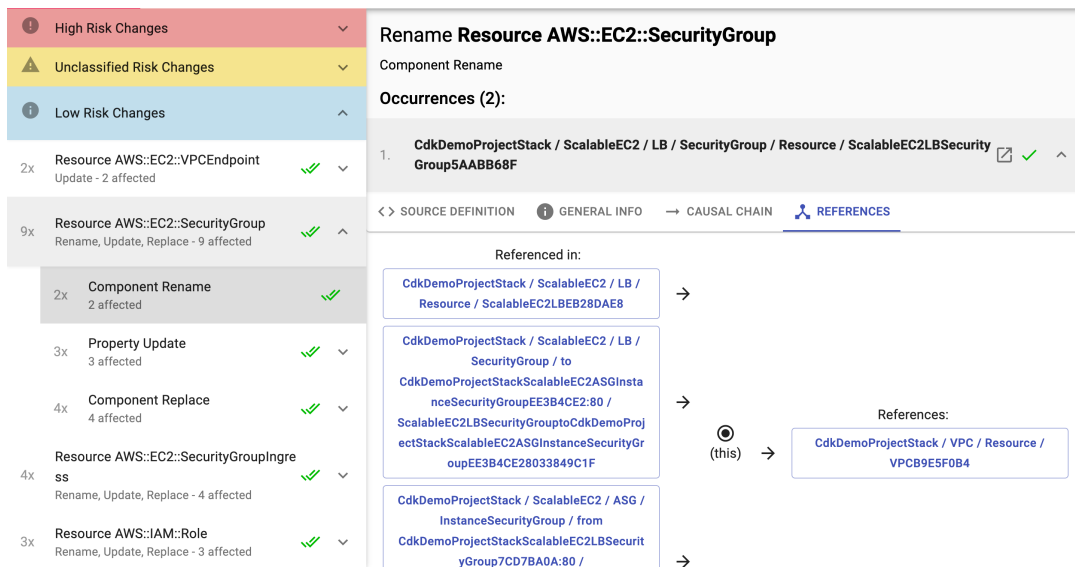 High Risk Changes
Unclassified Risk Changes
Low Risk Changes
2x
Resource AWS::EC2::VPCEndpoint
Update - 2 affected
9x
Resource AWS::EC2::SecurityGroup
Rename, Update, Replace - 9 affected
2x
Component Rename
2 affected
3x
Property Update
3 affected
4x
Component Replace
4 affected
4x
Resource AWS::EC2::SecurityGroupIngre
ss
Rename, Update, Replace - 4 affected
3x
Resource AWS::IAM::Role
Rename, Update, Replace - 3 affected
Rename Resource AWS::EC2::SecurityGroup
Component Rename
Occurrences (2):
1.
CdkDemoProjectStack / ScalableEC2 / LB / SecurityGroup / Resource / ScalableEC2LBSecurity
Group5AABB68F
SOURCE DEFINITION
GENERAL INFO
CAUSAL CHAIN
REFERENCES
Referenced in:
CdkDemoProjectStack / ScalableEC2 / LB /
Resource / ScalableEC2LBEB28DAE8
CdkDemoProjectStack / ScalableEC2 / LB /
SecurityGroup / to
CdkDemoProjectStackScalableEC2ASGInsta
nceSecurityGroupEE3B4CE2:80 /
ScalableEC2LBSecurityGrouptoCdkDemoProj
ectStackScalableEC2ASGInstanceSecurityGr
oupEE3B4CE28033849C1F
CdkDemoProjectStack / ScalableEC2 / ASG /
InstanceSecurityGroup / from
CdkDemoProjectStackScalableEC2LBSecurit
yGroup7CD7BA0A:80 /
(this)
References:
CdkDemoProjectStack / VPC / Resource /
VPCB9E5F0B4